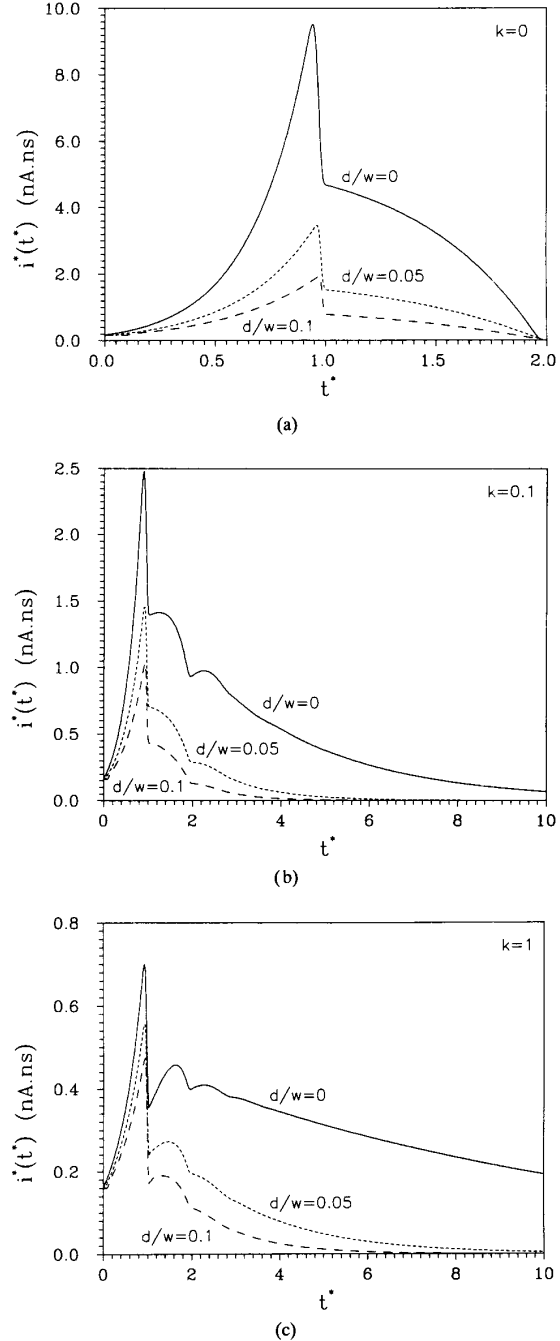 k=0
10.0
8.0
6.0
4.0
2.0
0.0
i*(t*) (nA.ns)
d/w=0
d/w=0.05
d/w=0.1
0.0 0.5 1.0 1.5 2.0
t*
(a)
k=0.1
2.5
2.0
1.5
1.0
0.5
0.0
i*(t*) (nA.ns)
d/w=0
d/w=0.05
d/w=0.1
0 2 4 6 8 10
t*
(b)
k=1
0.8
0.6
0.4
0.2
0.0
i*(t*) (nA.ns)
d/w=0
d/w=0.05
d/w=0.1
0 2 4 6 8 10
t*
(c)